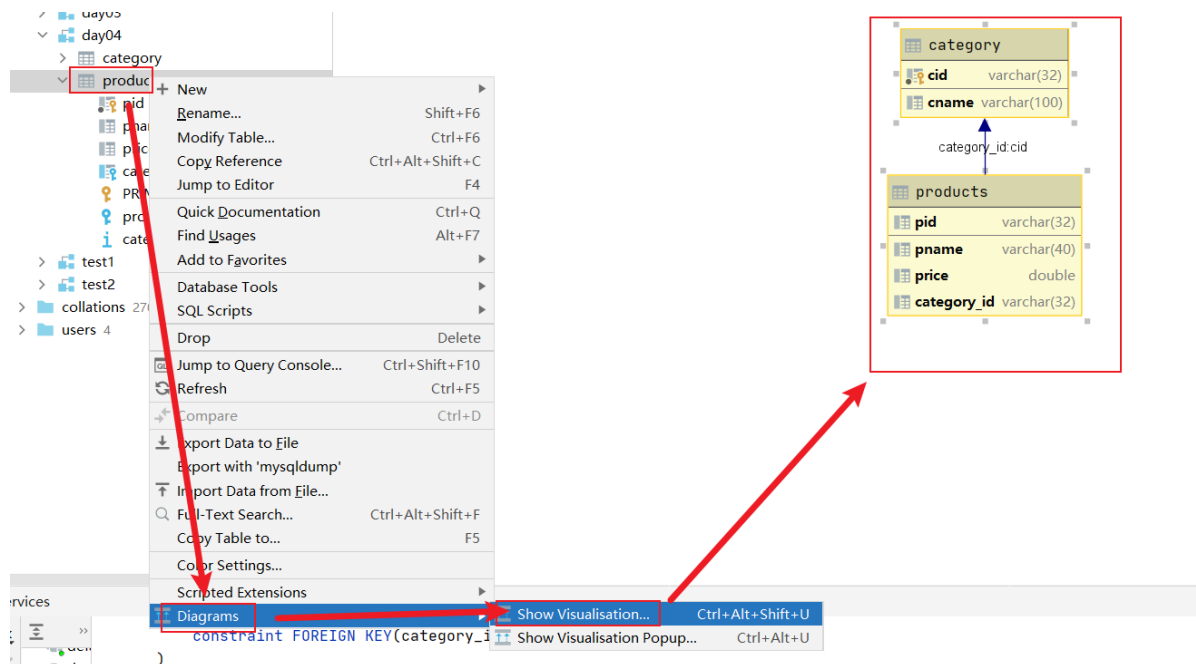 day03
day04
category
produc
pid
pna
pric
cate
PRIN
pro
cate
test1
test2
collations 270
users 4
New
Rename... Shift+F6
Modify Table... Ctrl+F6
Copy Reference Ctrl+Alt+Shift+C
Jump to Editor F4
Quick Documentation Ctrl+Q
Find Usages Alt+F7
Add to Favorites
Database Tools
SQL Scripts
Drop Delete
Jump to Query Console... Ctrl+Shift+F10
Refresh Ctrl+F5
Compare Ctrl+D
Export Data to File
Export with 'mysqldump'
Import Data from File...
Full-Text Search... Ctrl+Alt+Shift+F
Copy Table to... F5
Color Settings...
Scripted Extensions
Diagrams
Show Visualisation... Ctrl+Alt+Shift+U
Show Visualisation Popup... Ctrl+Alt+U
ervices
constraint FOREIGN KEY(category_i
)
category
cid varchar(32)
cname varchar(100)
category_id:cid
products
pid varchar(32)
pname varchar(40)
price double
category_id varchar(32)